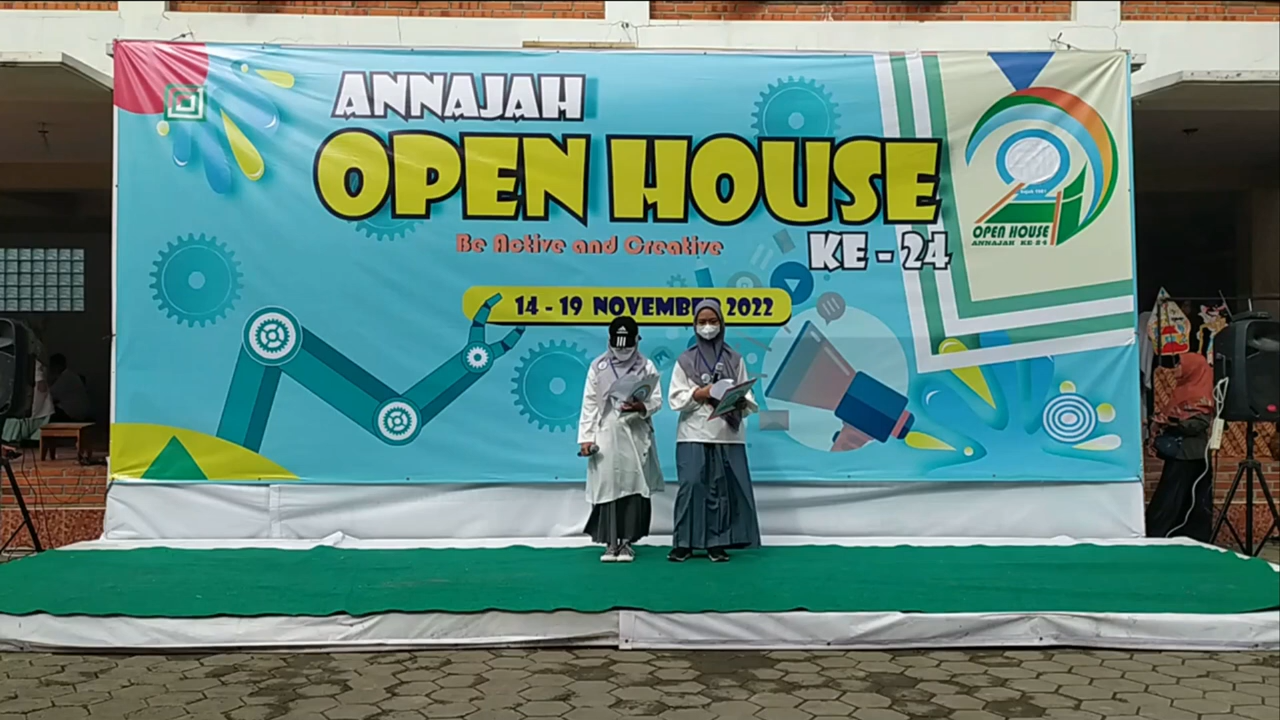 ANNAJAH
OPEN HOUSE
Be Active and Creative
KE - 24
14 - 19 NOVEMBER 2022
OPEN HOUSE
ANNAJAH KE-24